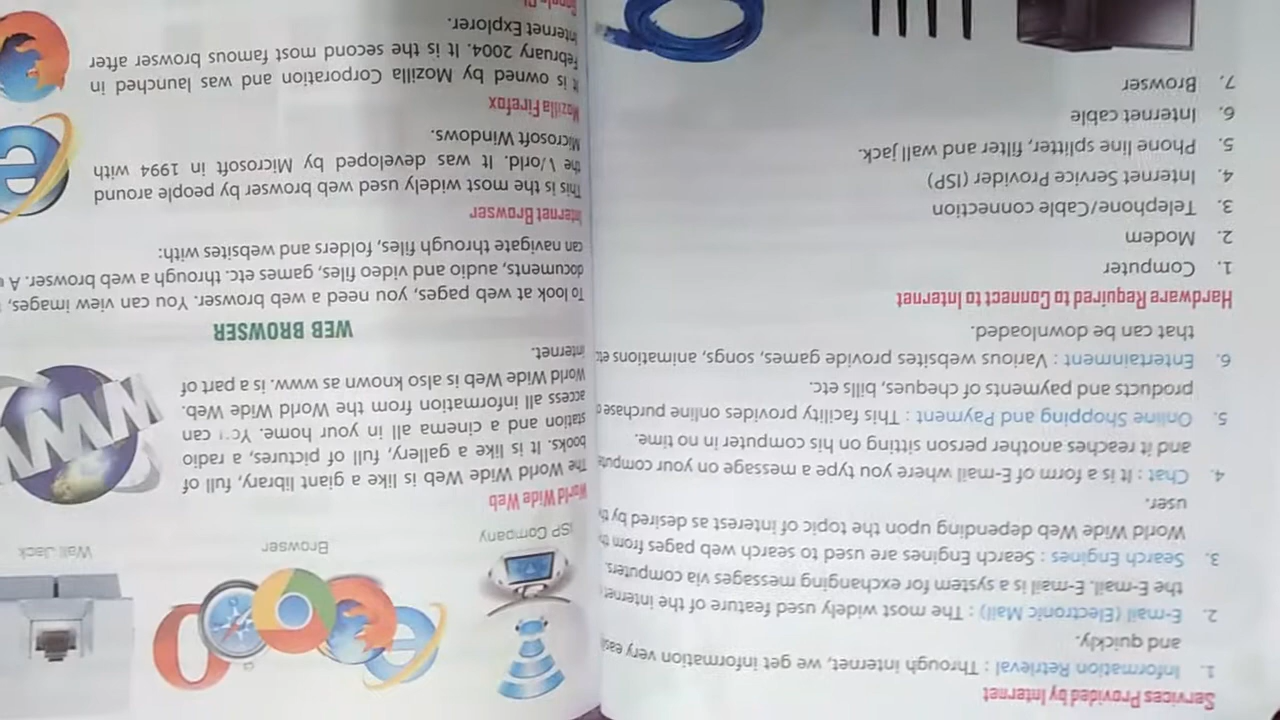 Services Provided by Internet
1. Information Retrieval : Through internet, we get information very
and quickly.
2. E-mail (Electronic Mail) : The most widely used feature of the internet
the E-mail. E-mail is a system for exchanging messages via computers.
3. Search Engines : Search Engines are used to search web pages from
World Wide Web depending upon the topic of interest as desired by
user.
4. Chat : It is a form of E-mail where you type a message on your
and it reaches another person sitting on his computer in no time.
5. Online Shopping and Payment : This facility provides online purchase
products and payments of cheques, bills etc.
6. Entertainment : Various websites provide games, songs, animations etc
that can be downloaded.
Hardware Required to Connect to Internet
1. Computer
2. Modem
3. Telephone/Cable connection
4. Internet Service Provider (ISP)
5. Phone line splitter, filter and wall jack.
6. Internet cable
7. Browser
ISP Company
Browser
Wall Jack
World Wide Web
The World Wide Web is like a giant library, full of
books. It is like a gallery, full of pictures, a radio
station and a cinema all in your home. You can
access all information from the World Wide Web.
World Wide Web is also known as www. is a part of
internet.
WWW
WEB BROWSER
To look at web pages, you need a web browser. You can view images,
documents, audio and video files, games etc. through a web browser. A
can navigate through files, folders and websites with:
Internet Browser
This is the most widely used web browser by people around
the World. It was developed by Microsoft in 1994 with
Microsoft Windows.
Mozilla Firefox
It is owned by Mozilla Corporation and was launched in
February 2004. It is the second most famous browser after
Internet Explorer.